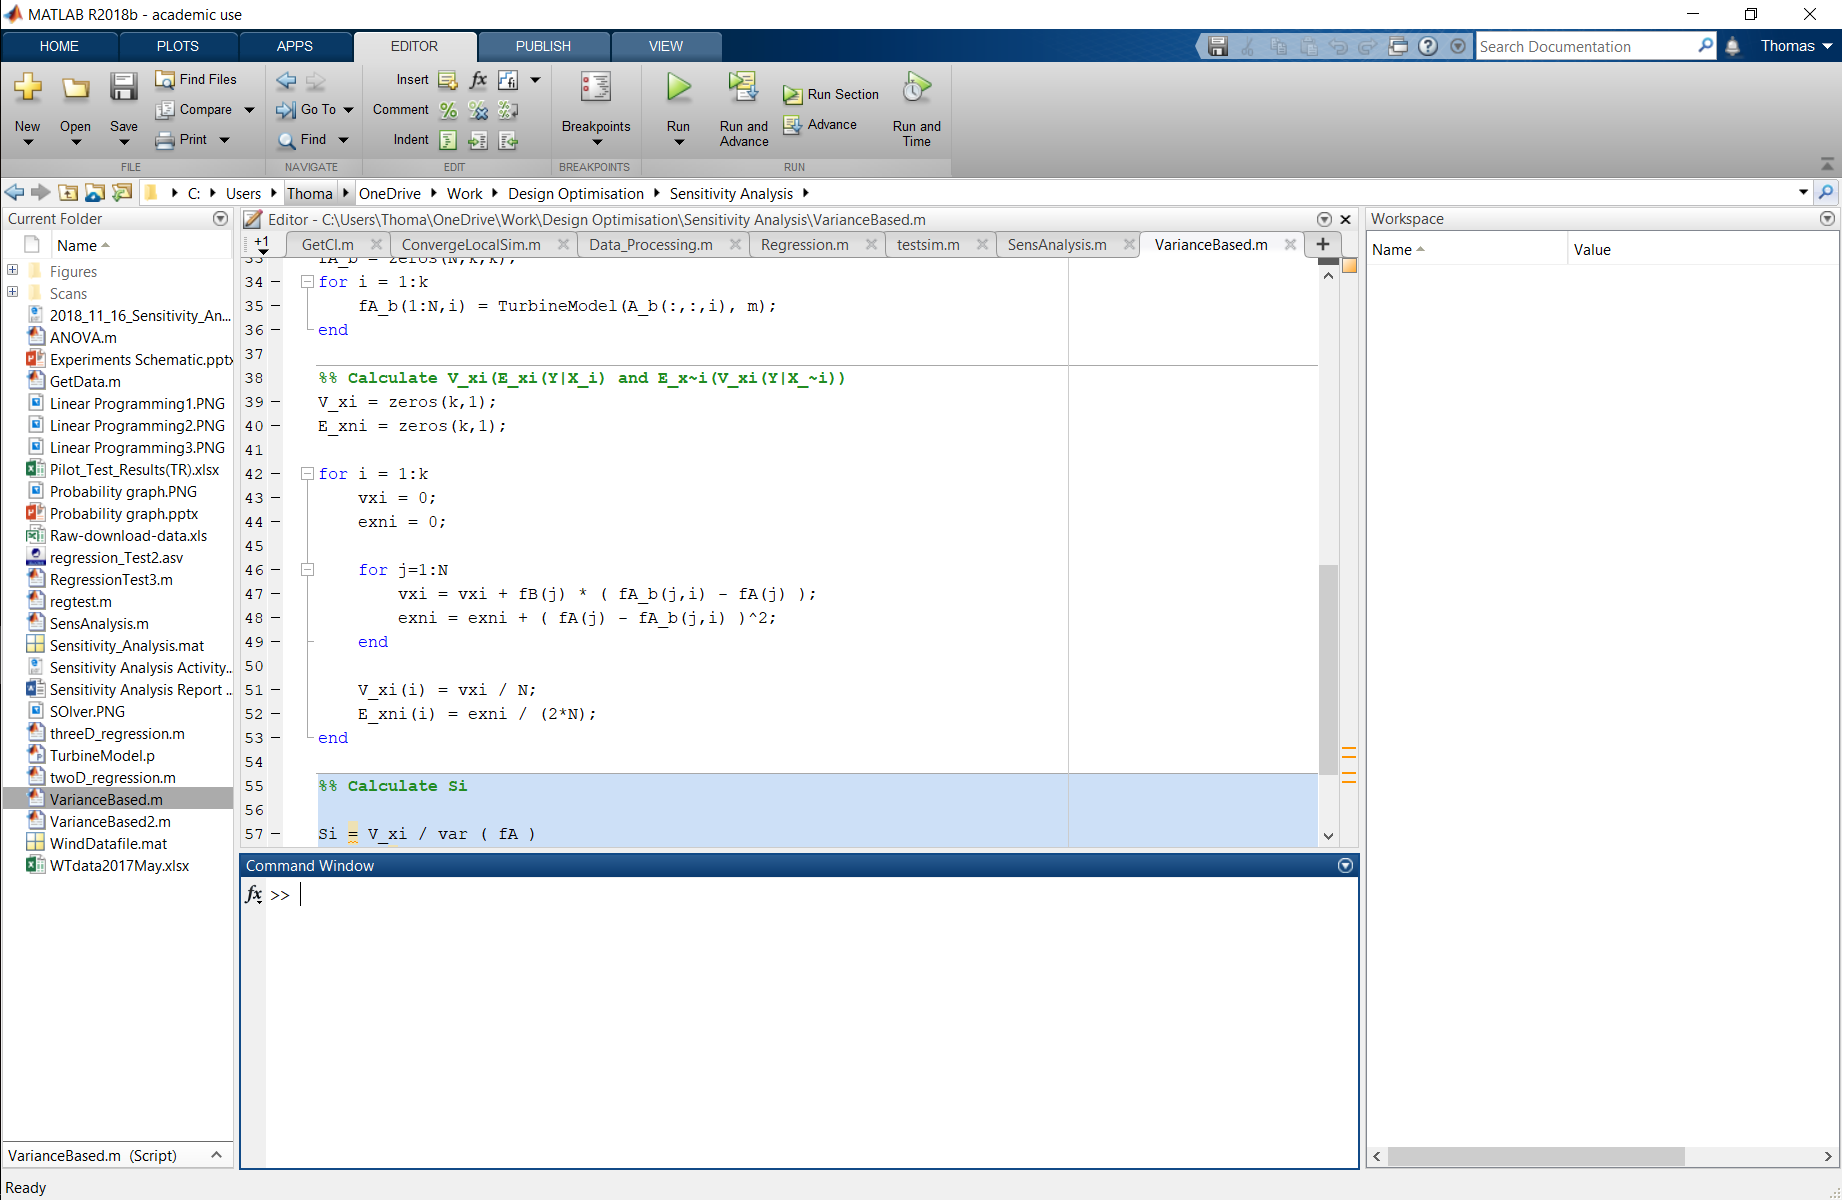 MATLAB R2018b - academic use
HOME PLOTS APPS EDITOR PUBLISH VIEW
Search Documentation
Thomas
New Open Save
Find Files
Compare
Print
FILE
Go To
Find
NAVIGATE
Insert
Comment
Indent
EDIT
Breakpoints
BREAKPOINTS
Run
Run and Advance
Run Section
Advance
Run and Time
RUN
C: Users Thoma OneDrive Work Design Optimisation Sensitivity Analysis
Current Folder
Name
Figures
Scans
2018_11_16_Sensitivity_An...
ANOVA.m
Experiments Schematic.pptx
GetData.m
Linear Programming1.PNG
Linear Programming2.PNG
Linear Programming3.PNG
Pilot_Test_Results(TR).xlsx
Probability graph.PNG
Probability graph.pptx
Raw-download-data.xls
regression_Test2.asv
RegressionTest3.m
regtest.m
SensAnalysis.m
Sensitivity_Analysis.mat
Sensitivity Analysis Activity...
Sensitivity Analysis Report ...
SOlver.PNG
threeD_regression.m
TurbineModel.p
twoD_regression.m
VarianceBased.m
VarianceBased2.m
WindDatafile.mat
WTdata2017May.xlsx
VarianceBased.m (Script)
Ready
Editor - C:\Users\Thoma\OneDrive\Work\Design Optimisation\Sensitivity Analysis\VarianceBased.m
+1 GetCl.m ConvergeLocalSim.m Data_Processing.m Regression.m testsim.m SensAnalysis.m VarianceBased.m
33 fA_b = zeros(N,k,k);
34 for i = 1:k
35 fA_b(1:N,i) = TurbineModel(A_b(:,:,i), m);
36 end
37
38 %% Calculate V_xi(E_xi(Y|X_i) and E_x~i(V_xi(Y|X_~i))
39 V_xi = zeros(k,1);
40 E_xni = zeros(k,1);
41
42 for i = 1:k
43 vxi = 0;
44 exni = 0;
45
46 for j=1:N
47 vxi = vxi + fB(j) * ( fA_b(j,i) - fA(j) );
48 exni = exni + ( fA(j) - fA_b(j,i) )^2;
49 end
50
51 V_xi(i) = vxi / N;
52 E_xni(i) = exni / (2*N);
53 end
54
55 %% Calculate Si
56
57 Si = V_xi / var ( fA )
Command Window
fx >>
Workspace
Name Value